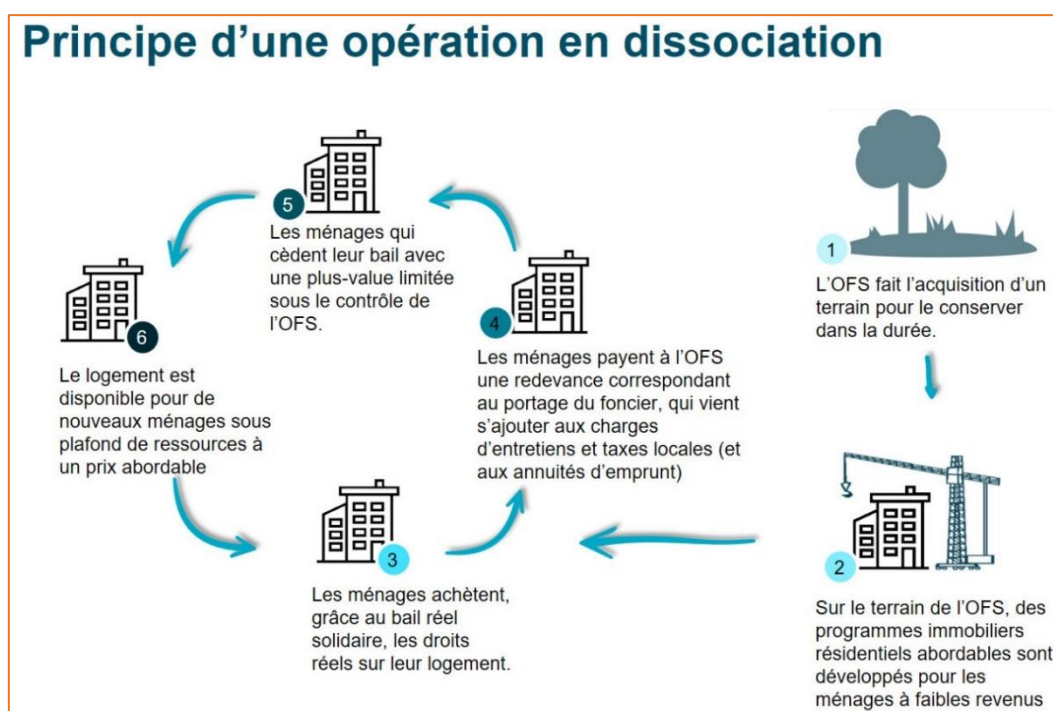 Principe d’une opération en dissociation
1
L’OFS fait l’acquisition d’un
terrain pour le conserver
dans la durée.
2
Sur le terrain de l’OFS, des
programmes immobiliers
résidentiels abordables sont
développés pour les
ménages à faibles revenus
3
Les ménages achètent,
grâce au bail réel
solidaire, les droits
réels sur leur logement.
4
Les ménages payent à l’OFS
une redevance correspondant
au portage du foncier, qui vient
s’ajouter aux charges
d’entretiens et taxes locales (et
aux annuités d’emprunt)
5
Les ménages qui
cèdent leur bail avec
une plus-value limitée
sous le contrôle de
l’OFS.
6
Le logement est
disponible pour de
nouveaux ménages sous
plafond de ressources à
un prix abordable